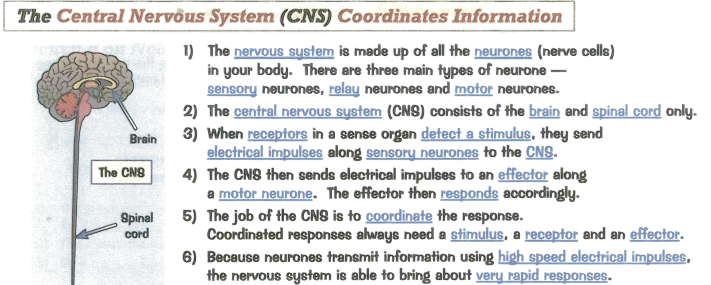 The Central Nervous System (CNS) Coordinates Information
1) The nervous system is made up of all the neurones (nerve cells)
in your body. There are three main types of neurone —
sensory neurones, relay neurones and motor neurones.
2) The central nervous system (CNS) consists of the brain and spinal cord only.
3) When receptors in a sense organ detect a stimulus, they send
electrical impulses along sensory neurones to the CNS.
4) The CNS then sends electrical impulses to an effector along
a motor neurone. The effector then responds accordingly.
5) The job of the CNS is to coordinate the response.
Coordinated responses always need a stimulus, a receptor and an effector.
6) Because neurones transmit information using high speed electrical impulses,
the nervous system is able to bring about very rapid responses.
Brain
The CNS
Spinal
cord